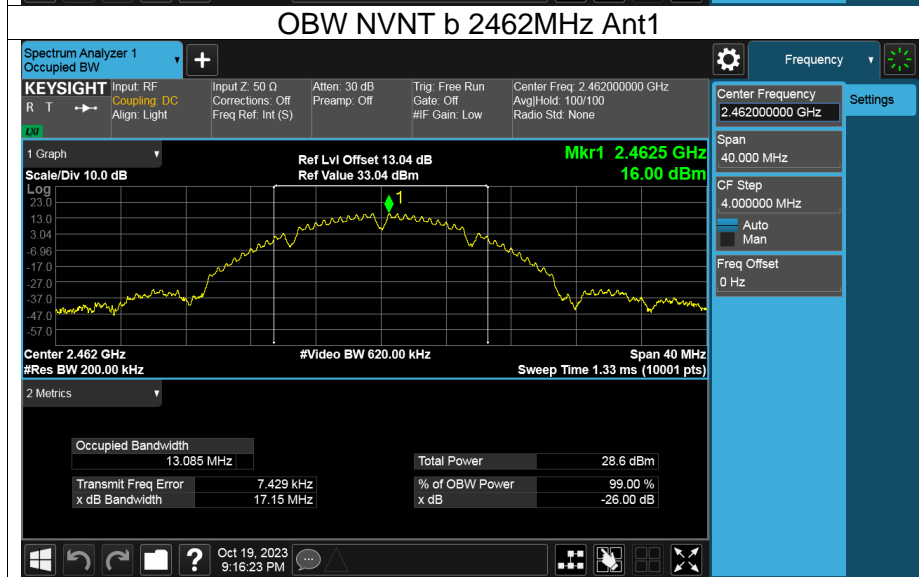 OBW NVNT b 2462MHz Ant1
Spectrum Analyzer 1
Occupied BW
+
Frequency
KEYSIGHT
R T
LXI
Input: RF
Coupling: DC
Align: Light
Input Z: 50 Ω
Corrections: Off
Freq Ref: Int (S)
Atten: 30 dB
Preamp: Off
Trig: Free Run
Gate: Off
#IF Gain: Low
Center Freq: 2.462000000 GHz
Avg|Hold: 100/100
Radio Std: None
Center Frequency
2.462000000 GHz
Settings
Span
40.000 MHz
CF Step
4.000000 MHz
Auto
Man
Freq Offset
0 Hz
1 Graph
Scale/Div 10.0 dB
Ref Lvl Offset 13.04 dB
Ref Value 33.04 dBm
Mkr1 2.4625 GHz
16.00 dBm
Log
23.0
13.0
3.04
-6.96
-17.0
-27.0
-37.0
-47.0
-57.0
1
Center 2.462 GHz
#Res BW 200.00 kHz
#Video BW 620.00 kHz
Span 40 MHz
Sweep Time 1.33 ms (10001 pts)
2 Metrics
Occupied Bandwidth
13.085 MHz
Total Power 28.6 dBm
Transmit Freq Error 7.429 kHz
% of OBW Power 99.00 %
x dB Bandwidth 17.15 MHz
x dB -26.00 dB
?
Oct 19, 2023
9:16:23 PM